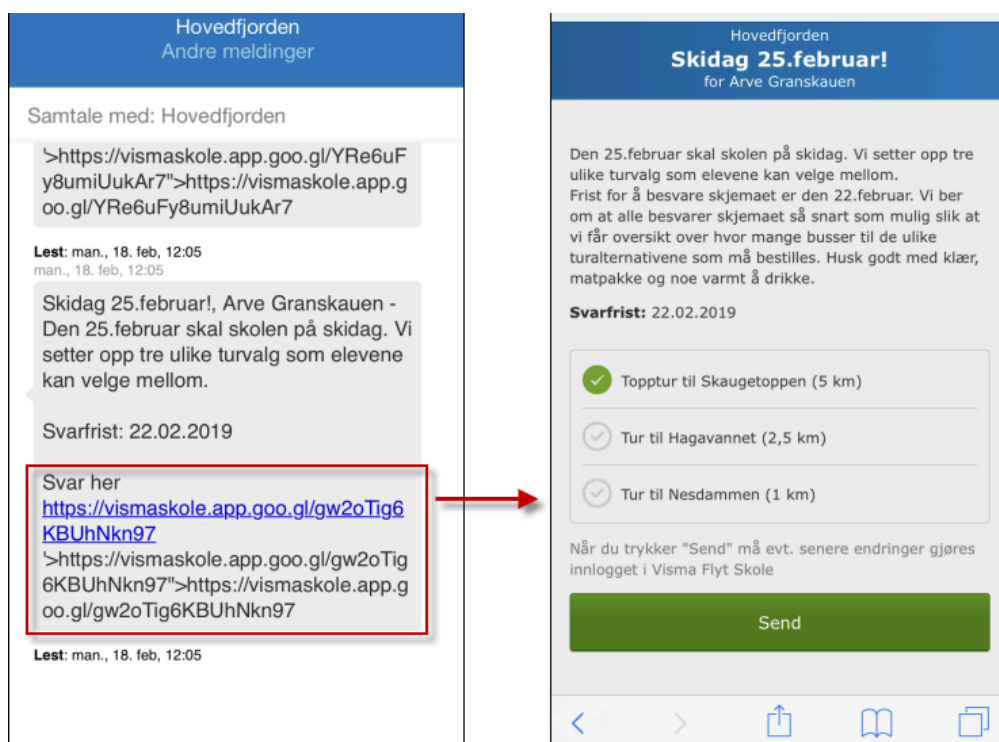 Hovedfjorden
Andre meldinger
Samtale med: Hovedfjorden
'>https://vismaskole.app.goo.gl/YRe6uF
y8umiUukAr7">https://vismaskole.app.g
oo.gl/YRe6uFy8umiUukAr7
Lest: man., 18. feb, 12:05
man., 18. feb, 12:05
Skidag 25.februar!, Arve Granskauen -
Den 25.februar skal skolen på skidag. Vi
setter opp tre ulike turvalg som elevene
kan velge mellom.
Svarfrist: 22.02.2019
Svar her
https://vismaskole.app.goo.gl/gw2oTig6
KBUhNkn97
'>https://vismaskole.app.goo.gl/gw2oTig
6KBUhNkn97">https://vismaskole.app.g
oo.gl/gw2oTig6KBUhNkn97
Lest: man., 18. feb, 12:05
Hovedfjorden
Skidag 25.februar!
for Arve Granskauen
Den 25.februar skal skolen på skidag. Vi setter opp tre
ulike turvalg som elevene kan velge mellom.
Frist for å besvare skjemaet er den 22.februar. Vi ber
om at alle besvarer skjemaet så snart som mulig slik at
vi får oversikt over hvor mange busser til de ulike
turalternativene som må bestilles. Husk godt med klær,
matpakke og noe varmt å drikke.
Svarfrist: 22.02.2019
Topptur til Skaugetoppen (5 km)
Tur til Hagavannet (2,5 km)
Tur til Nesdammen (1 km)
Når du trykker "Send" må evt. senere endringer gjøres
innlogget i Visma Flyt Skole
Send